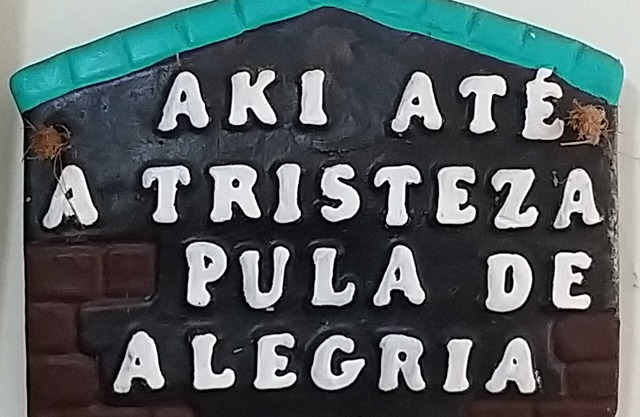 AKI ATÉ
A TRISTEZA
PULA DE
ALEGRIA